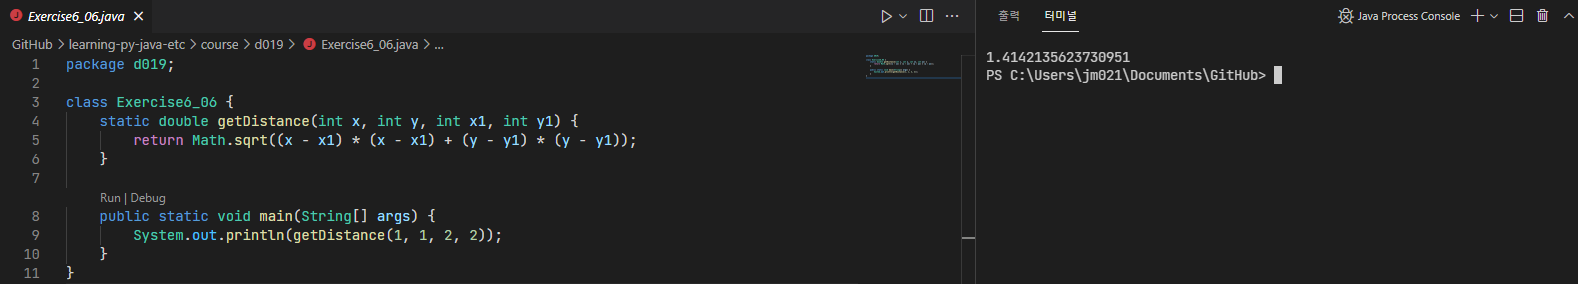 Exercise6_06.java
GitHub > learning-py-java-etc > course > d019 > Exercise6_06.java > ...
1 package d019;
2
3 class Exercise6_06 {
4     static double getDistance(int x, int y, int x1, int y1) {
5         return Math.sqrt((x - x1) * (x - x1) + (y - y1) * (y - y1));
6     }
7
Run | Debug
8     public static void main(String[] args) {
9         System.out.println(getDistance(1, 1, 2, 2));
10     }
11 }
출력 터미널 Java Process Console
1.4142135623730951
PS C:\Users\jm021\Documents\GitHub>